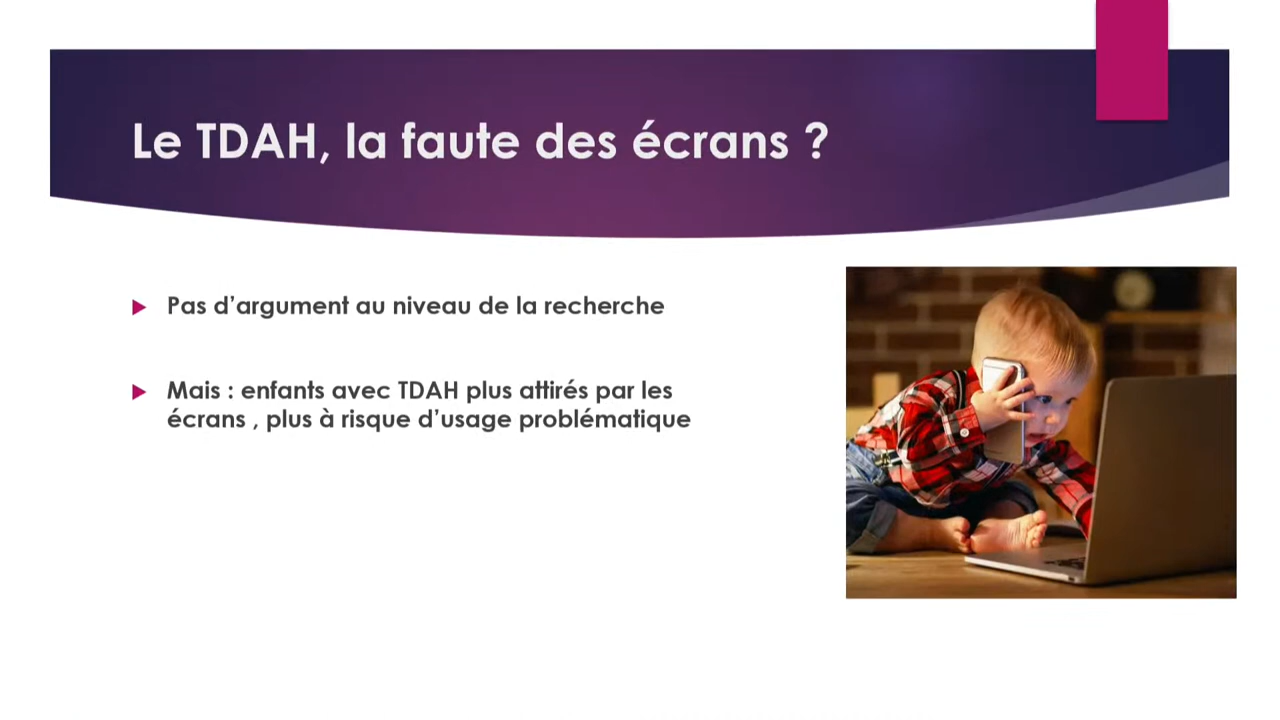 Le TDAH, la faute des écrans ?
Pas d’argument au niveau de la recherche
Mais : enfants avec TDAH plus attirés par les
écrans , plus à risque d’usage problématique